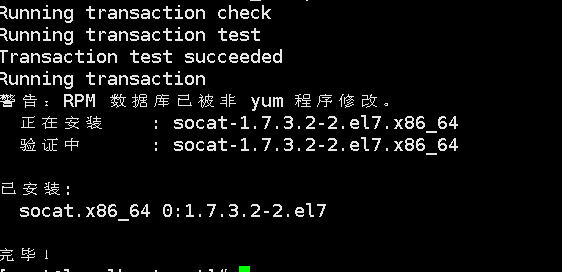 Running transaction check
Running transaction test
Transaction test succeeded
Running transaction
警告：RPM 数据库已被非 yum 程序修改。
  正在安装    : socat-1.7.3.2-2.el7.x86_64
  验证中      : socat-1.7.3.2-2.el7.x86_64
已安装:
  socat.x86_64 0:1.7.3.2-2.el7
完毕！